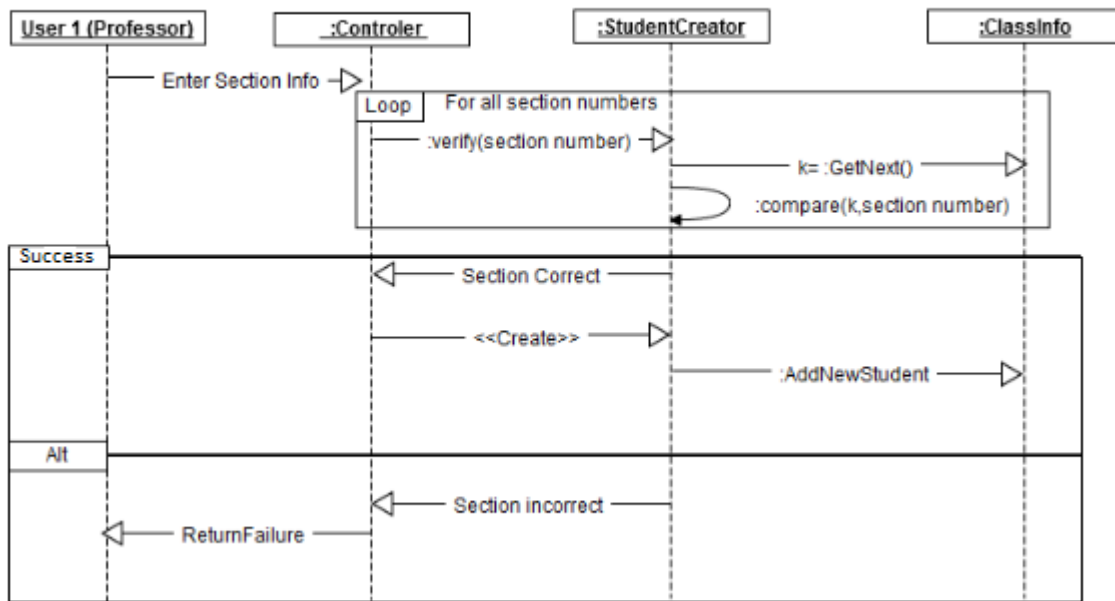 User 1 (Professor)
:Controler
:StudentCreator
:ClassInfo
Enter Section Info
Loop
For all section numbers
:verify(section number)
k= :GetNext()
:compare(k,section number)
Success
Section Correct
<<Create>>
:AddNewStudent
Alt
Section incorrect
ReturnFailure